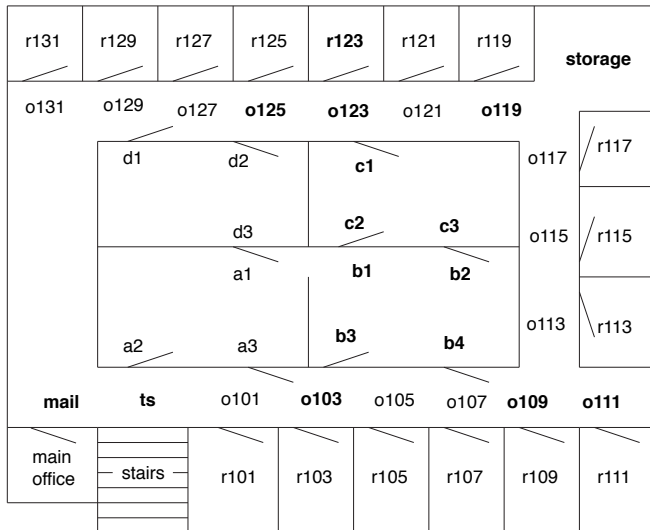 r131 r129 r127 r125 r123 r121 r119
storage
o131 o129 o127 o125 o123 o121 o119
r117
o117
d1 d2 c1
d3 c2 c3 o115 r115
a1 b1 b2
o113 r113
a2 a3 b3 b4
mail ts o101 o103 o105 o107 o109 o111
main
office
stairs
r101 r103 r105 r107 r109 r111